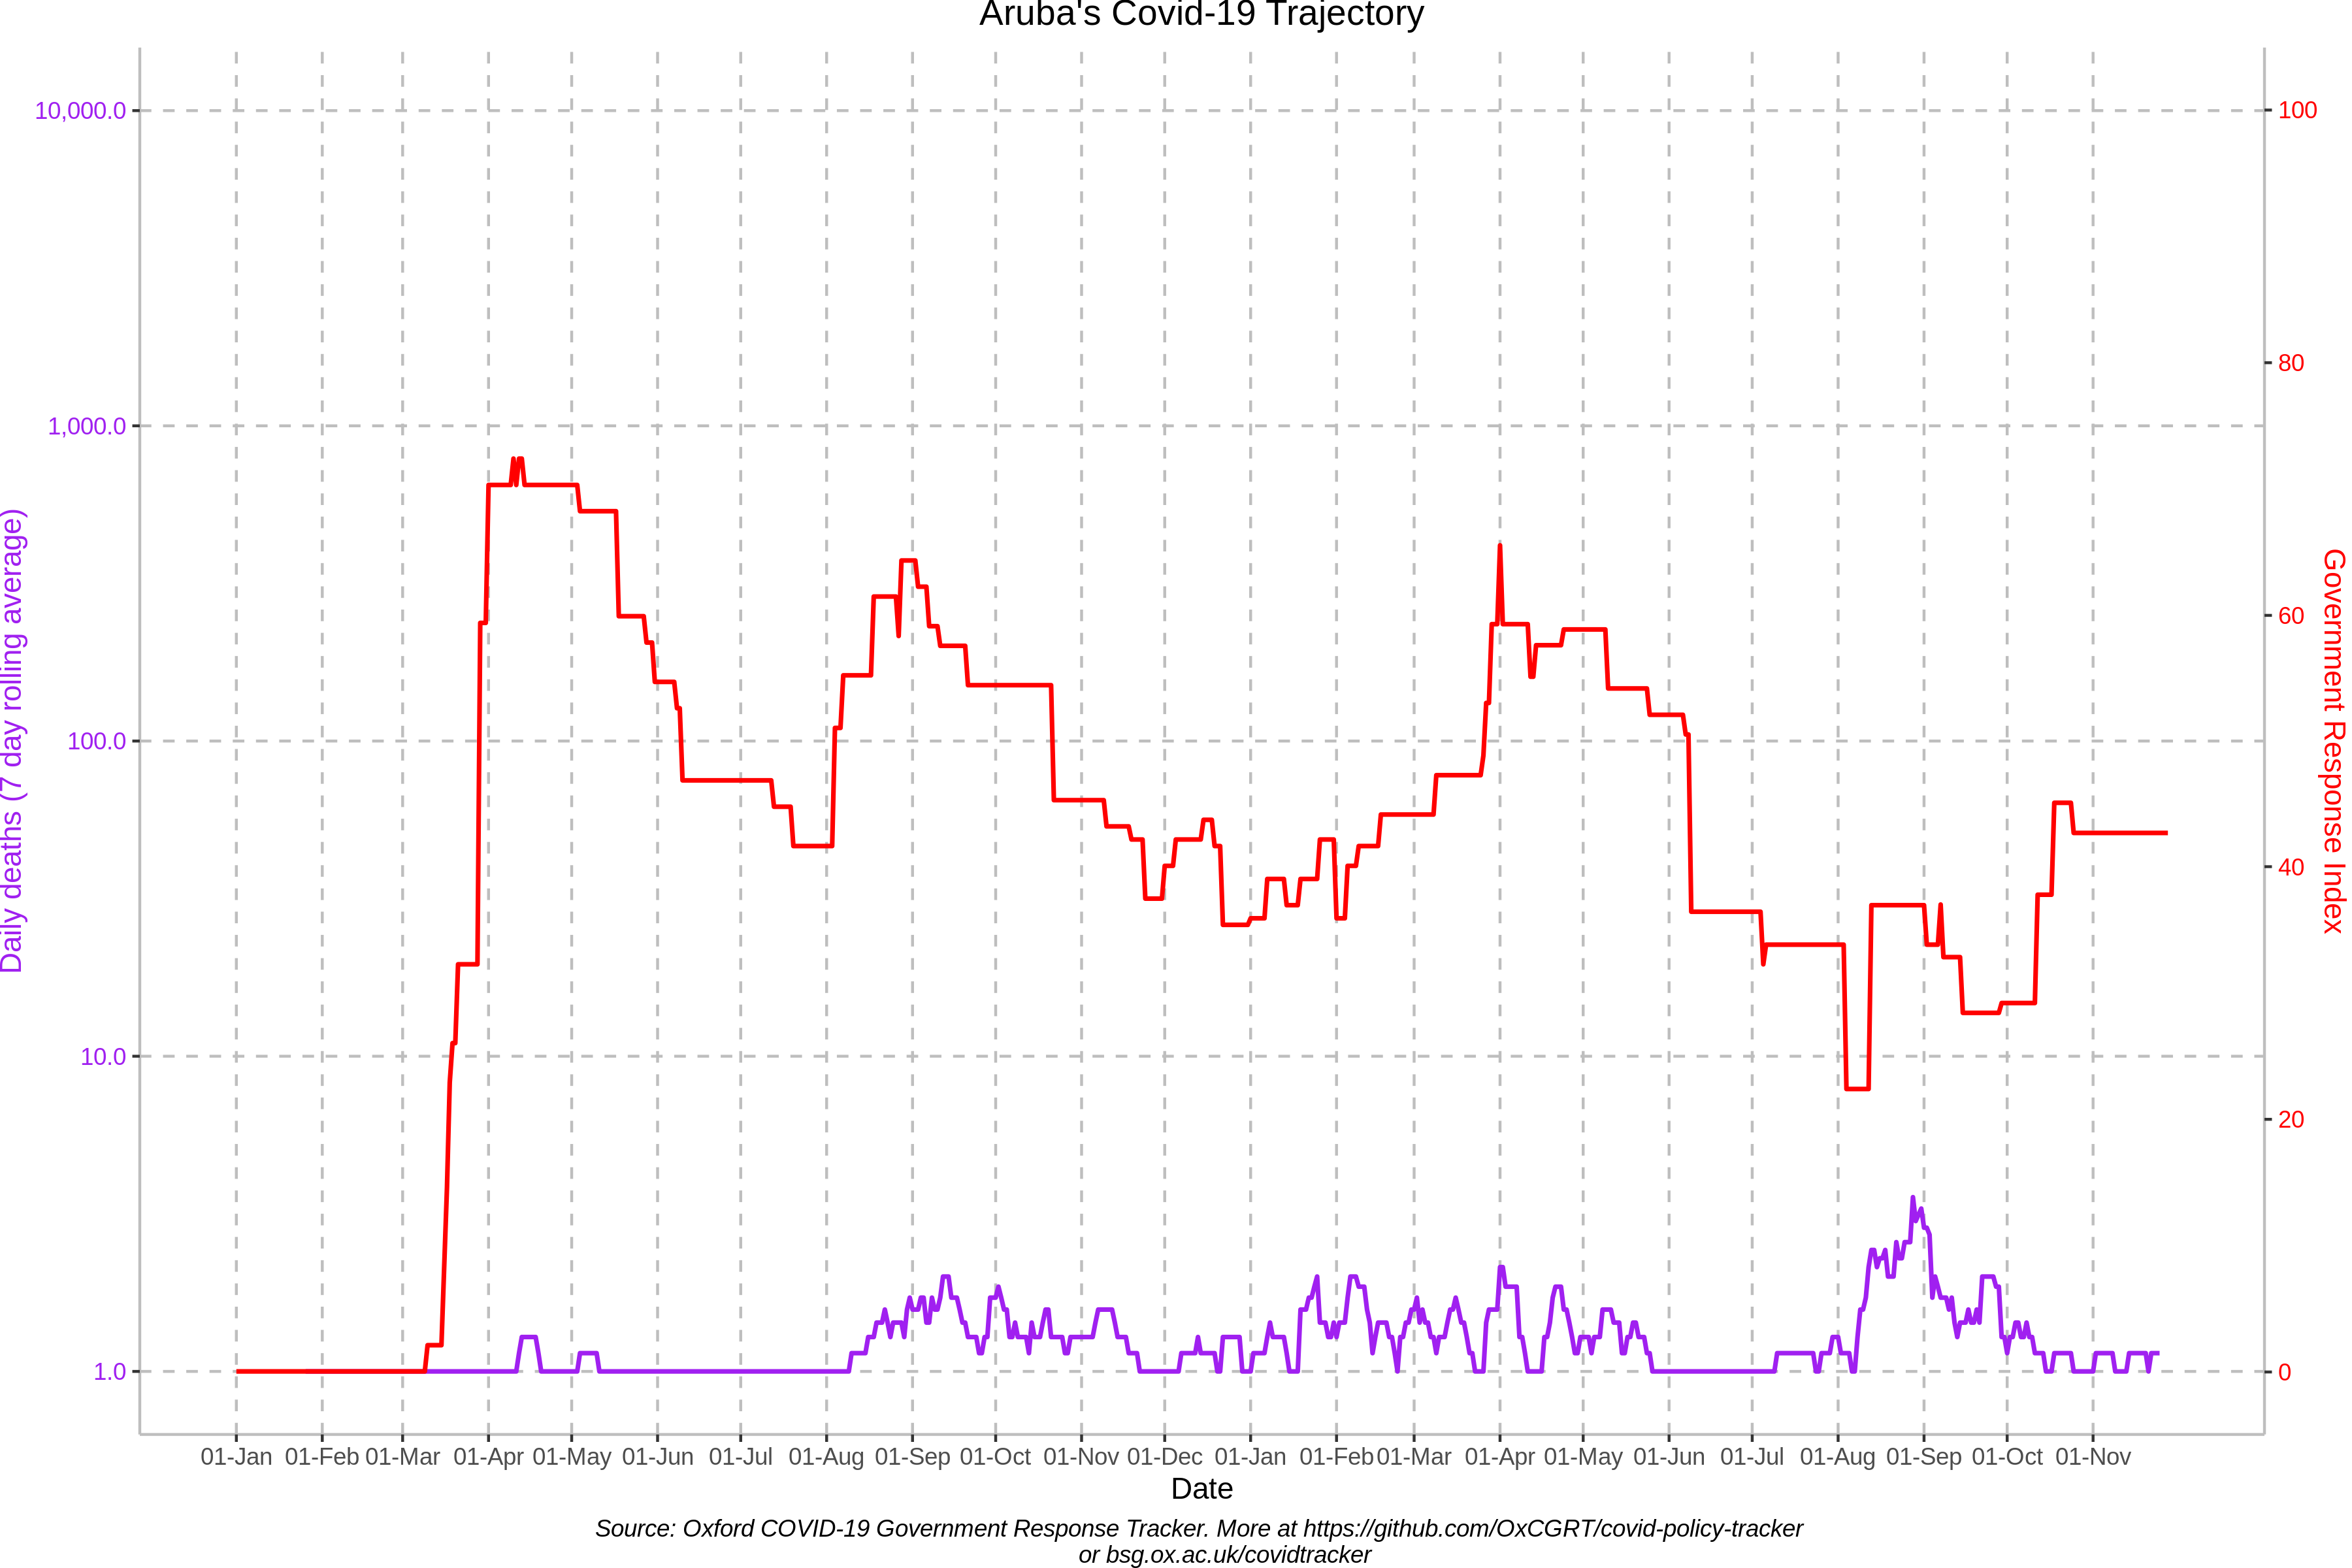 Aruba's Covid-19 Trajectory
10,000.0
1,000.0
100.0
10.0
1.0
Daily deaths (7 day rolling average)
100
80
60
40
20
0
Government Response Index
01-Jan 01-Feb 01-Mar 01-Apr 01-May 01-Jun 01-Jul 01-Aug 01-Sep 01-Oct 01-Nov 01-Dec 01-Jan 01-Feb 01-Mar 01-Apr 01-May 01-Jun 01-Jul 01-Aug 01-Sep 01-Oct 01-Nov
Date
Source: Oxford COVID-19 Government Response Tracker. More at https://github.com/OxCGRT/covid-policy-tracker
or bsg.ox.ac.uk/covidtracker